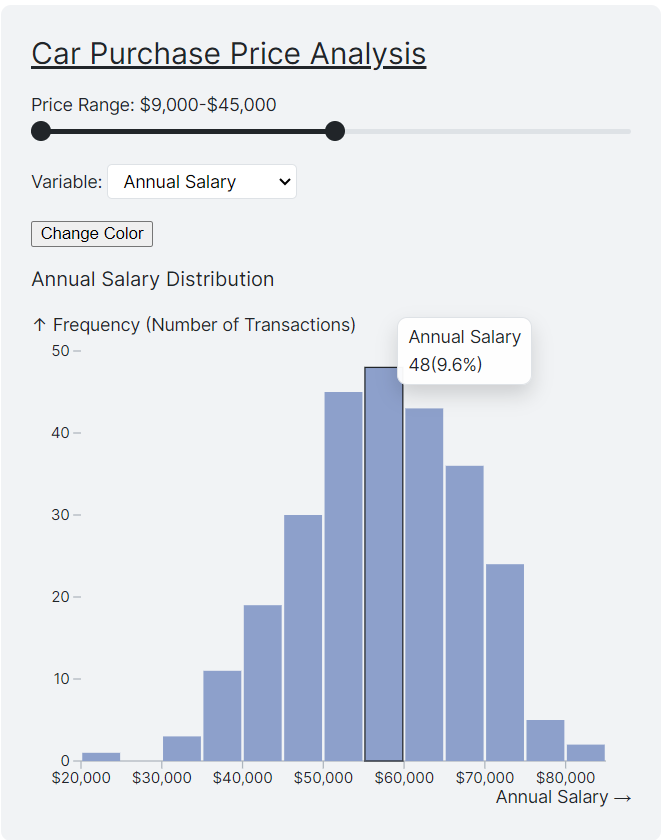 Car Purchase Price Analysis
Price Range: $9,000-$45,000
Variable: Annual Salary
Change Color
Annual Salary Distribution
↑ Frequency (Number of Transactions)
Annual Salary
48(9.6%)
50
40
30
20
10
0
$20,000 $30,000 $40,000 $50,000 $60,000 $70,000 $80,000
Annual Salary →